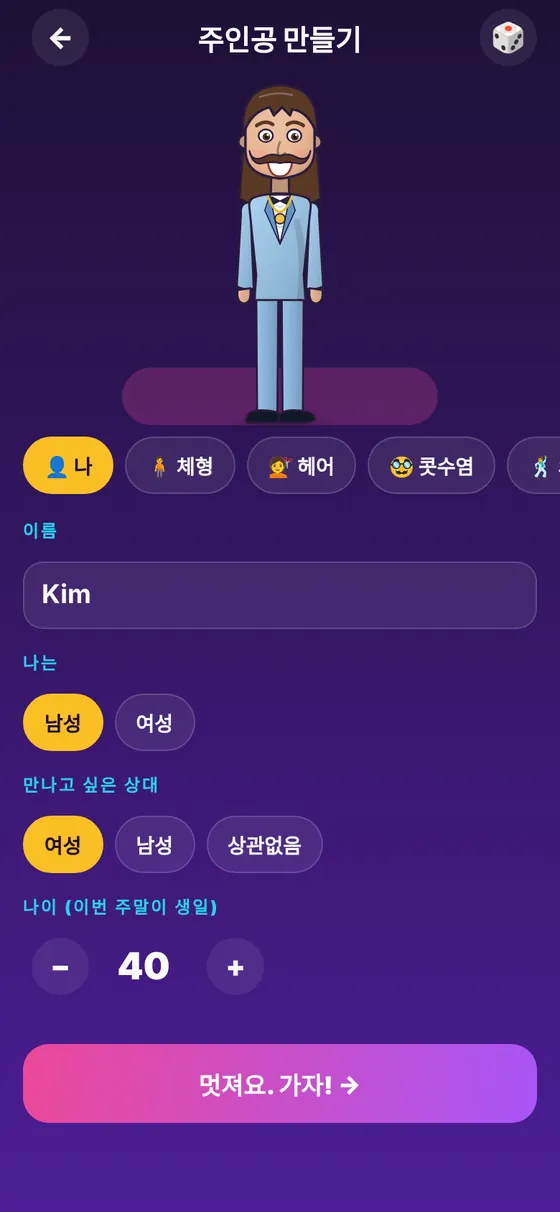 주인공 만들기
나
체형
헤어
콧수염
이름
Kim
나는
남성
여성
만나고 싶은 상대
여성
남성
상관없음
나이 (이번 주말이 생일)
− 40 +
멋져요. 가자! →